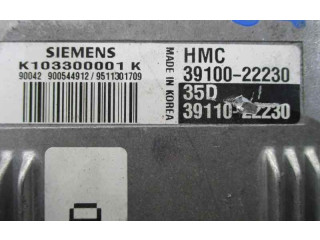 SIEMENS
K103300001 K
90042 900544912 / 9511301709
MADE IN KOREA
HMC
39100-22230
35D
39110-22230
D